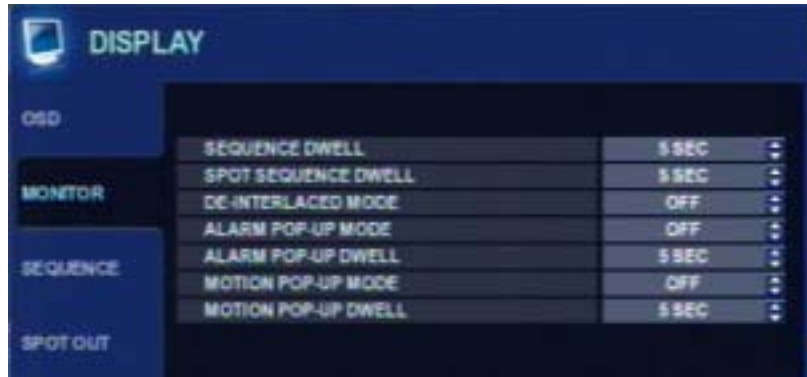 DISPLAY
OSD
MONITOR
SEQUENCE
SPOT OUT
SEQUENCE DWELL 5 SEC
SPOT SEQUENCE DWELL 5 SEC
DE-INTERLACED MODE OFF
ALARM POP-UP MODE OFF
ALARM POP-UP DWELL 5 SEC
MOTION POP-UP MODE OFF
MOTION POP-UP DWELL 5 SEC